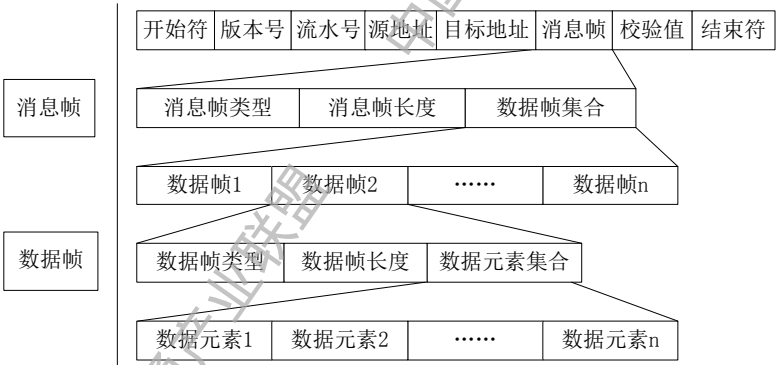 开始符 版本号 流水号 源地址 目标地址 消息帧 校验值 结束符
消息帧
消息帧类型 消息帧长度 数据帧集合
数据帧1 数据帧2 …… 数据帧n
数据帧
数据帧类型 数据帧长度 数据元素集合
数据元素1 数据元素2 …… 数据元素n
产业联盟